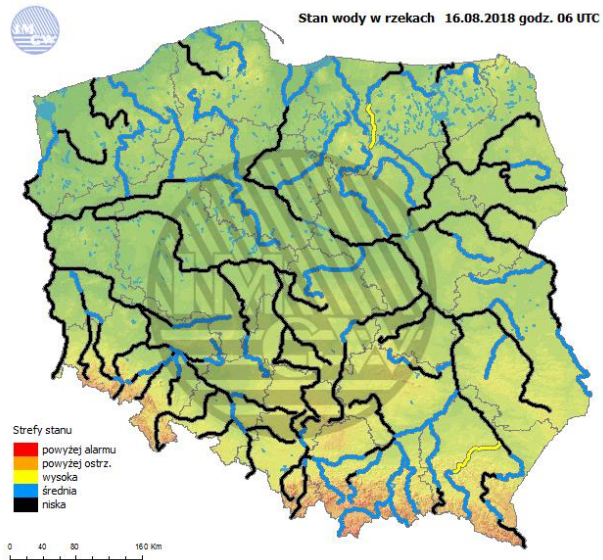 Stan wody w rzekach 16.08.2018 godz. 06 UTC
IMGW
Strefy stanu
powyżej alarmu
powyżej ostrz.
wysoka
średnia
niska
0 40 80 160 Km